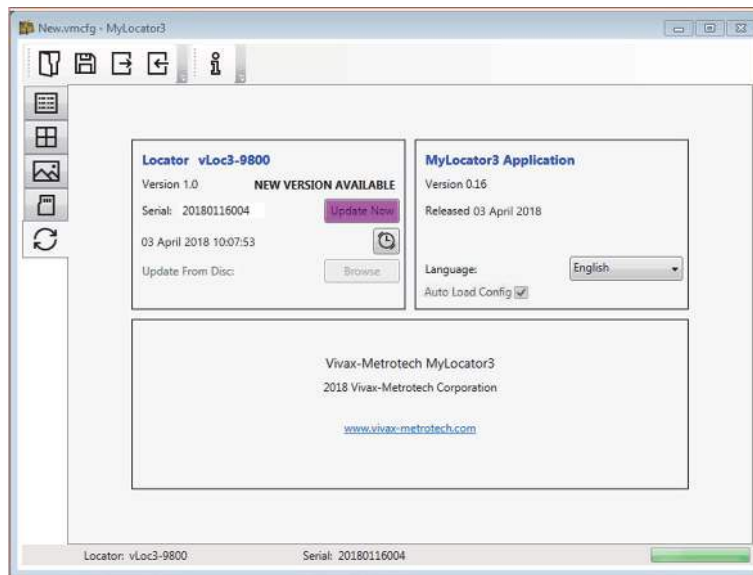 New.vmcfg - MyLocator3
Locator vLoc3-9800
Version 1.0 NEW VERSION AVAILABLE
Serial: 20180116004 Update Now
03 April 2018 10:07:53
Update From Disc: Browse
MyLocator3 Application
Version 0.16
Released 03 April 2018
Language: English
Auto Load Config
Vivax-Metrotech MyLocator3
2018 Vivax-Metrotech Corporation
www.vivax-metrotech.com
Locator: vLoc3-9800 Serial: 20180116004